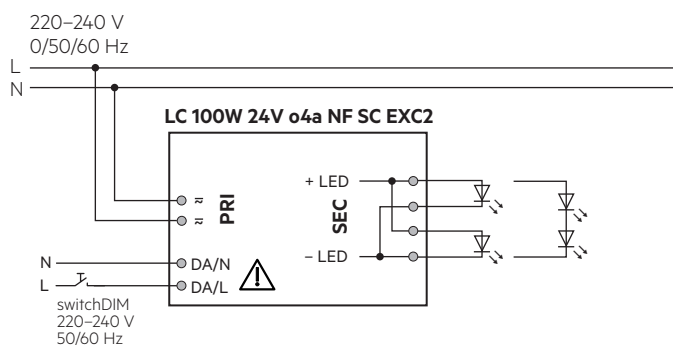 220–240 V
0/50/60 Hz
L
N
LC 100W 24V o4a NF SC EXC2
+ LED
≂
PRI
SEC
≂
– LED
N
DA/N
L
DA/L
switchDIM
220–240 V
50/60 Hz